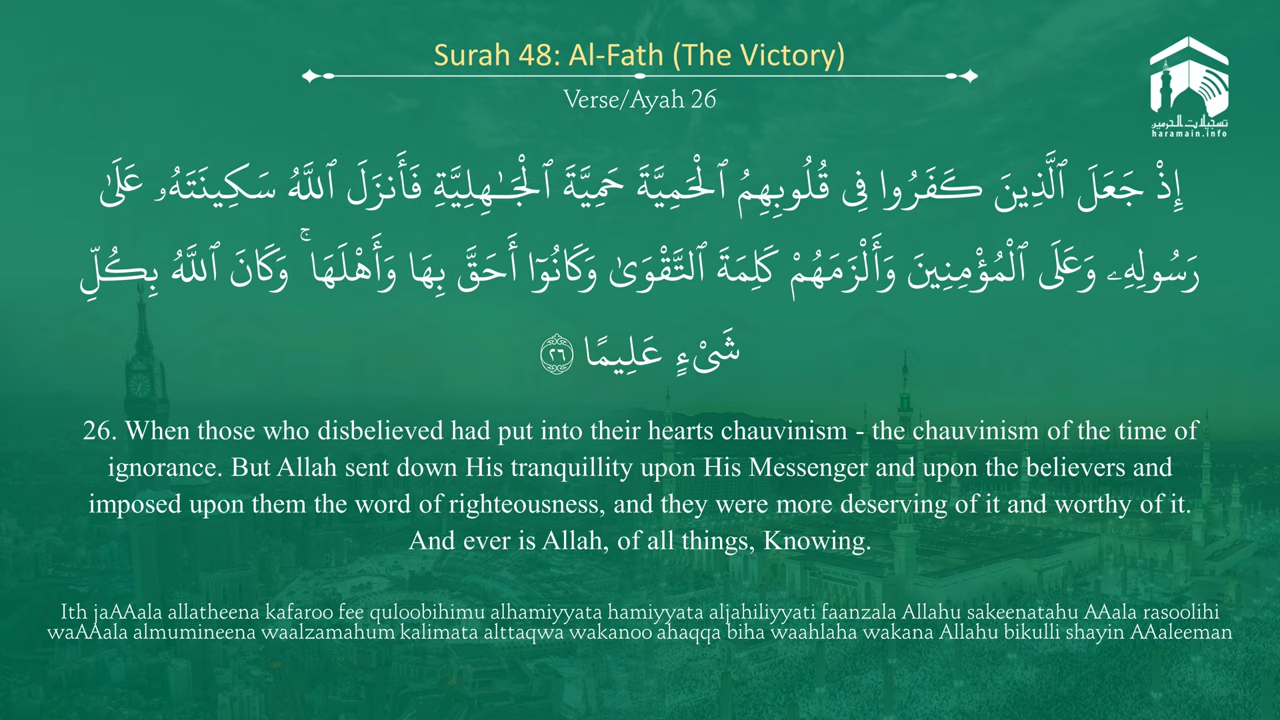 Surah 48: Al-Fath (The Victory)
Verse/Ayah 26
تسجيلات الحرمين
haramain.info
إِذْ جَعَلَ ٱلَّذِينَ كَفَرُوا فِى قُلُوبِهِمُ ٱلْحَمِيَّةَ حَمِيَّةَ ٱلْجَـٰهِلِيَّةِ فَأَنزَلَ ٱللَّهُ سَكِينَتَهُۥ عَلَىٰ
رَسُولِهِۦ وَعَلَى ٱلْمُؤْمِنِينَ وَأَلْزَمَهُمْ كَلِمَةَ ٱلتَّقْوَىٰ وَكَانُوٓا أَحَقَّ بِهَا وَأَهْلَهَا ۚ وَكَانَ ٱللَّهُ بِكُلِّ
شَىْءٍ عَلِيمًا ٢٦
26. When those who disbelieved had put into their hearts chauvinism - the chauvinism of the time of
ignorance. But Allah sent down His tranquillity upon His Messenger and upon the believers and
imposed upon them the word of righteousness, and they were more deserving of it and worthy of it.
And ever is Allah, of all things, Knowing.
Ith jaAAala allatheena kafaroo fee quloobihimu alhamiyyata hamiyyata aljahiliyyati faanzala Allahu sakeenatahu AAala rasoolihi
waAAala almumineena waalzamahum kalimata alttaqwa wakanoo ahaqqa biha waahlaha wakana Allahu bikulli shayin AAaleeman